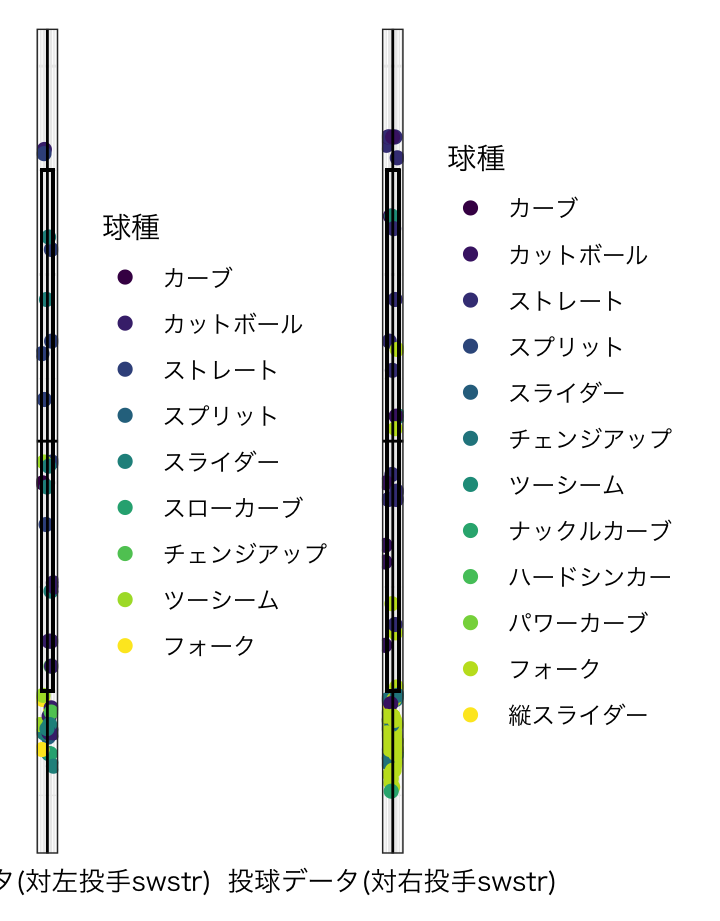 球種
カーブ
カットボール
ストレート
スプリット
スライダー
スローカーブ
チェンジアップ
ツーシーム
フォーク
球種
カーブ
カットボール
ストレート
スプリット
スライダー
チェンジアップ
ツーシーム
ナックルカーブ
ハードシンカー
パワーカーブ
フォーク
縦スライダー
タ(対左投手swstr)
投球データ(対右投手swstr)